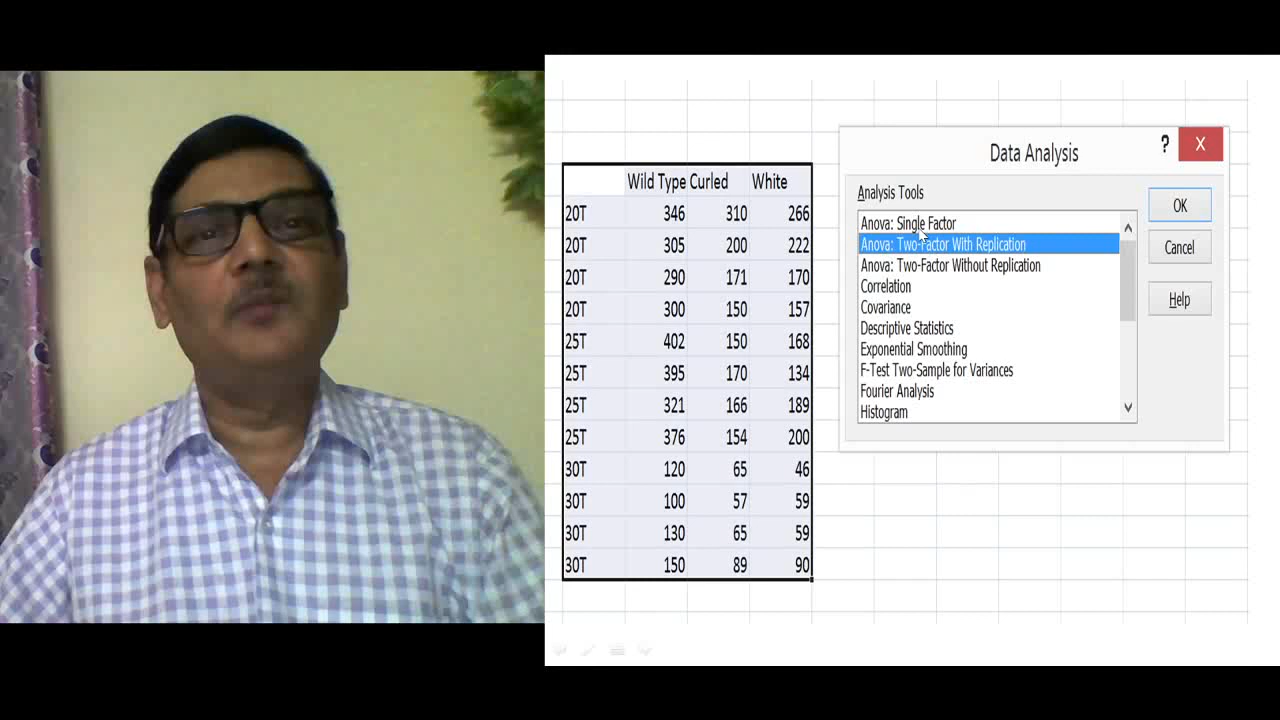 Wild Type Curled White
20T 346 310 266
20T 305 200 222
20T 290 171 170
20T 300 150 157
25T 402 150 168
25T 395 170 134
25T 321 166 189
25T 376 154 200
30T 120 65 46
30T 100 57 59
30T 130 65 59
30T 150 89 90
Data Analysis ? X
Analysis Tools
Anova: Single Factor
Anova: Two-Factor With Replication
Anova: Two-Factor Without Replication
Correlation
Covariance
Descriptive Statistics
Exponential Smoothing
F-Test Two-Sample for Variances
Fourier Analysis
Histogram
OK
Cancel
Help